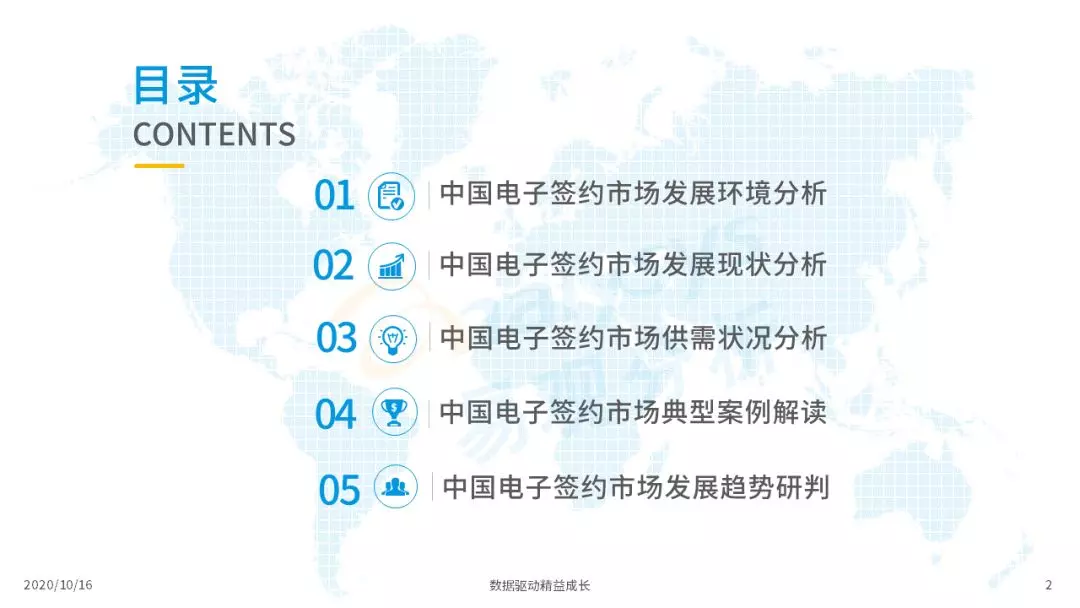 目录
CONTENTS
01 中国电子签约市场发展环境分析
02 中国电子签约市场发展现状分析
03 中国电子签约市场供需状况分析
04 中国电子签约市场典型案例解读
05 中国电子签约市场发展趋势研判
2020/10/16 数据驱动精益成长 2